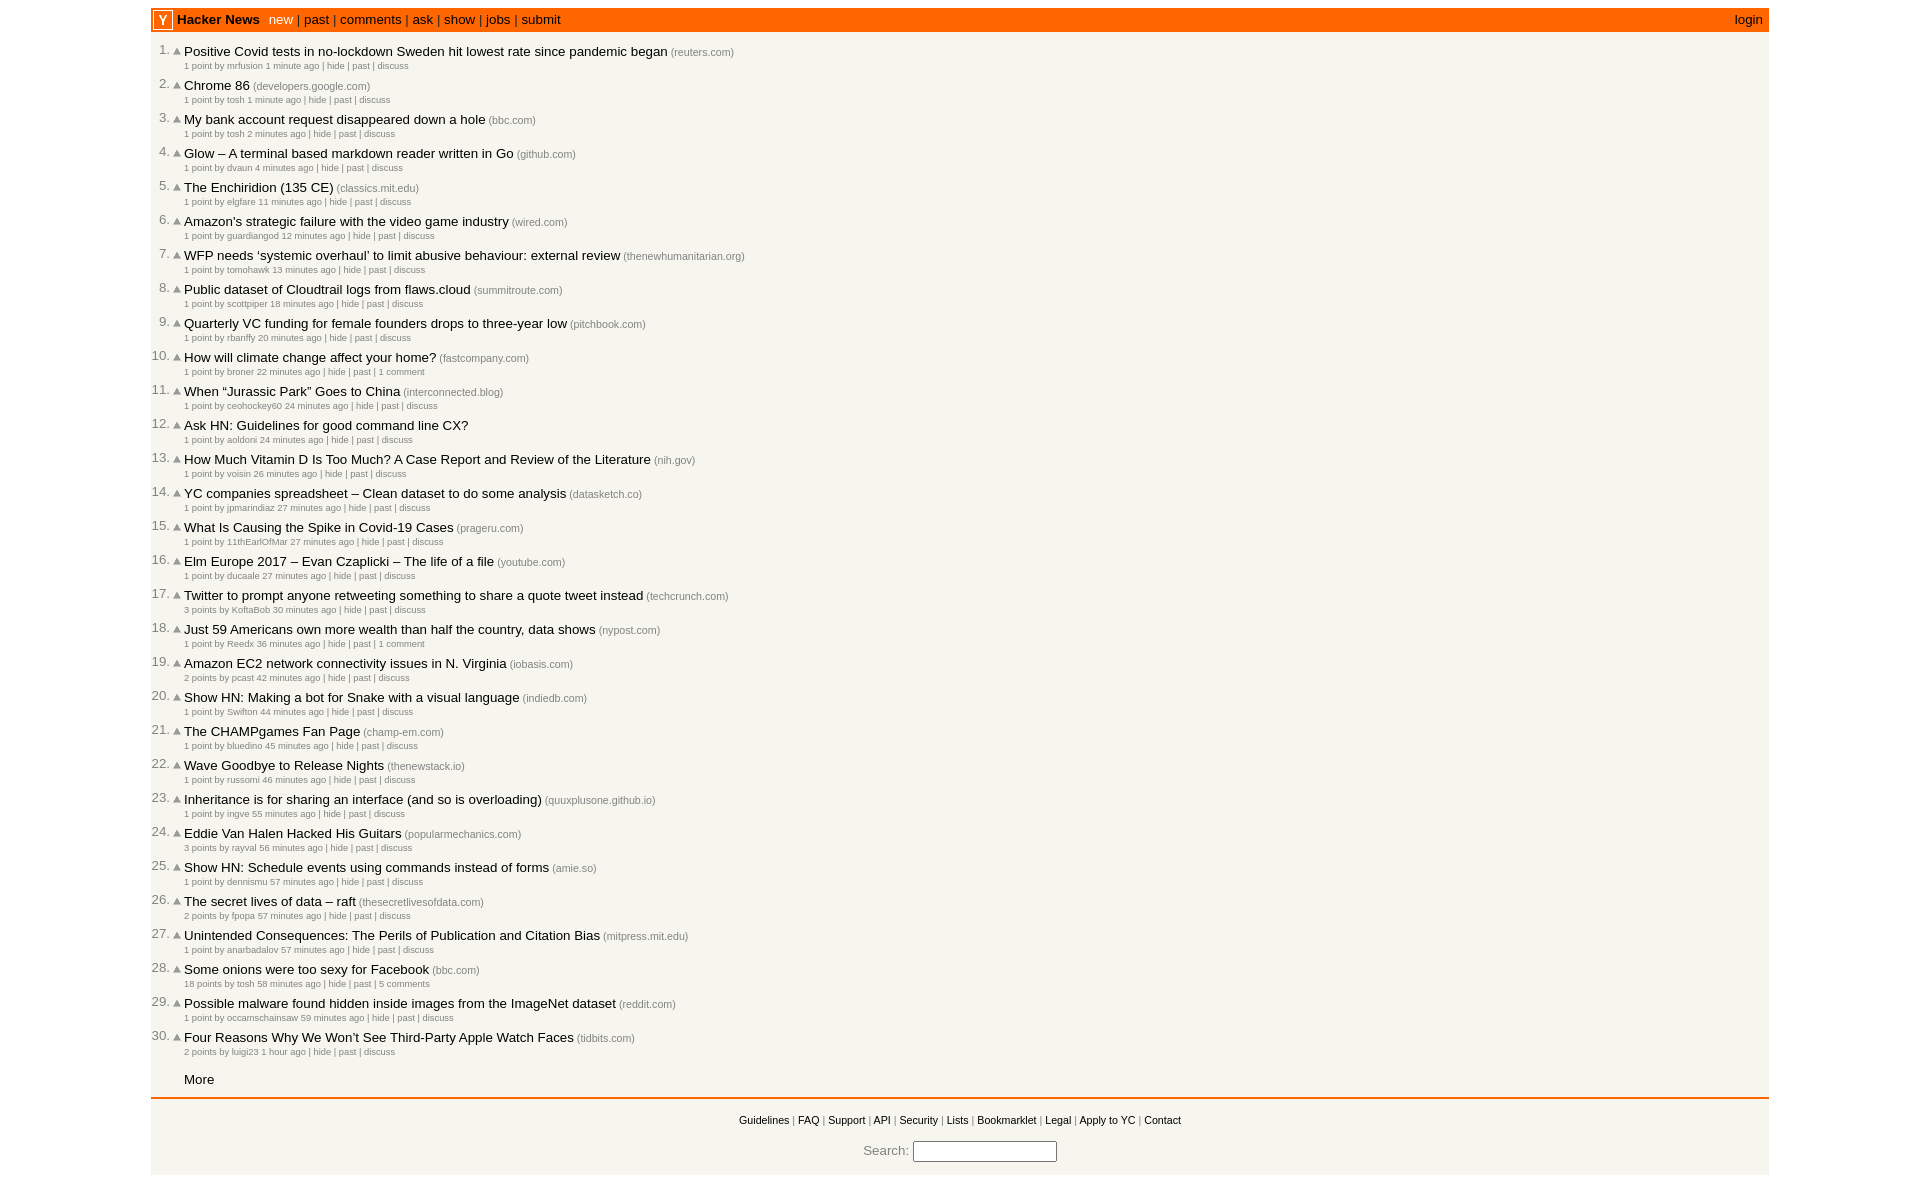 Y Hacker News new | past | comments | ask | show | jobs | submit login
1. Positive Covid tests in no-lockdown Sweden hit lowest rate since pandemic began (reuters.com)
1 point by mrfusion 1 minute ago | hide | past | discuss
2. Chrome 86 (developers.google.com)
1 point by tosh 1 minute ago | hide | past | discuss
3. My bank account request disappeared down a hole (bbc.com)
1 point by tosh 2 minutes ago | hide | past | discuss
4. Glow – A terminal based markdown reader written in Go (github.com)
1 point by dvaun 4 minutes ago | hide | past | discuss
5. The Enchiridion (135 CE) (classics.mit.edu)
1 point by elgfare 11 minutes ago | hide | past | discuss
6. Amazon's strategic failure with the video game industry (wired.com)
1 point by guardiangod 12 minutes ago | hide | past | discuss
7. WFP needs ‘systemic overhaul’ to limit abusive behaviour: external review (thenewhumanitarian.org)
1 point by tomohawk 13 minutes ago | hide | past | discuss
8. Public dataset of Cloudtrail logs from flaws.cloud (summitroute.com)
1 point by scottpiper 18 minutes ago | hide | past | discuss
9. Quarterly VC funding for female founders drops to three-year low (pitchbook.com)
1 point by rbanffy 20 minutes ago | hide | past | discuss
10. How will climate change affect your home? (fastcompany.com)
1 point by broner 22 minutes ago | hide | past | 1 comment
11. When “Jurassic Park” Goes to China (interconnected.blog)
1 point by ceohockey60 24 minutes ago | hide | past | discuss
12. Ask HN: Guidelines for good command line CX?
1 point by aoldoni 24 minutes ago | hide | past | discuss
13. How Much Vitamin D Is Too Much? A Case Report and Review of the Literature (nih.gov)
1 point by voisin 26 minutes ago | hide | past | discuss
14. YC companies spreadsheet – Clean dataset to do some analysis (datasketch.co)
1 point by jpmarindiaz 27 minutes ago | hide | past | discuss
15. What Is Causing the Spike in Covid-19 Cases (prageru.com)
1 point by 11thEarlOfMar 27 minutes ago | hide | past | discuss
16. Elm Europe 2017 – Evan Czaplicki – The life of a file (youtube.com)
1 point by ducaale 27 minutes ago | hide | past | discuss
17. Twitter to prompt anyone retweeting something to share a quote tweet instead (techcrunch.com)
3 points by KoftaBob 30 minutes ago | hide | past | discuss
18. Just 59 Americans own more wealth than half the country, data shows (nypost.com)
1 point by Reedx 36 minutes ago | hide | past | 1 comment
19. Amazon EC2 network connectivity issues in N. Virginia (iobasis.com)
2 points by pcast 42 minutes ago | hide | past | discuss
20. Show HN: Making a bot for Snake with a visual language (indiedb.com)
1 point by Swifton 44 minutes ago | hide | past | discuss
21. The CHAMPgames Fan Page (champ-em.com)
1 point by bluedino 45 minutes ago | hide | past | discuss
22. Wave Goodbye to Release Nights (thenewstack.io)
1 point by russomi 46 minutes ago | hide | past | discuss
23. Inheritance is for sharing an interface (and so is overloading) (quuxplusone.github.io)
1 point by ingve 55 minutes ago | hide | past | discuss
24. Eddie Van Halen Hacked His Guitars (popularmechanics.com)
3 points by rayval 56 minutes ago | hide | past | discuss
25. Show HN: Schedule events using commands instead of forms (amie.so)
1 point by dennismu 57 minutes ago | hide | past | discuss
26. The secret lives of data – raft (thesecretlivesofdata.com)
2 points by fpopa 57 minutes ago | hide | past | discuss
27. Unintended Consequences: The Perils of Publication and Citation Bias (mitpress.mit.edu)
1 point by anarbadalov 57 minutes ago | hide | past | discuss
28. Some onions were too sexy for Facebook (bbc.com)
18 points by tosh 58 minutes ago | hide | past | 5 comments
29. Possible malware found hidden inside images from the ImageNet dataset (reddit.com)
1 point by occamschainsaw 59 minutes ago | hide | past | discuss
30. Four Reasons Why We Won’t See Third-Party Apple Watch Faces (tidbits.com)
2 points by luigi23 1 hour ago | hide | past | discuss
More
Guidelines | FAQ | Support | API | Security | Lists | Bookmarklet | Legal | Apply to YC | Contact
Search: